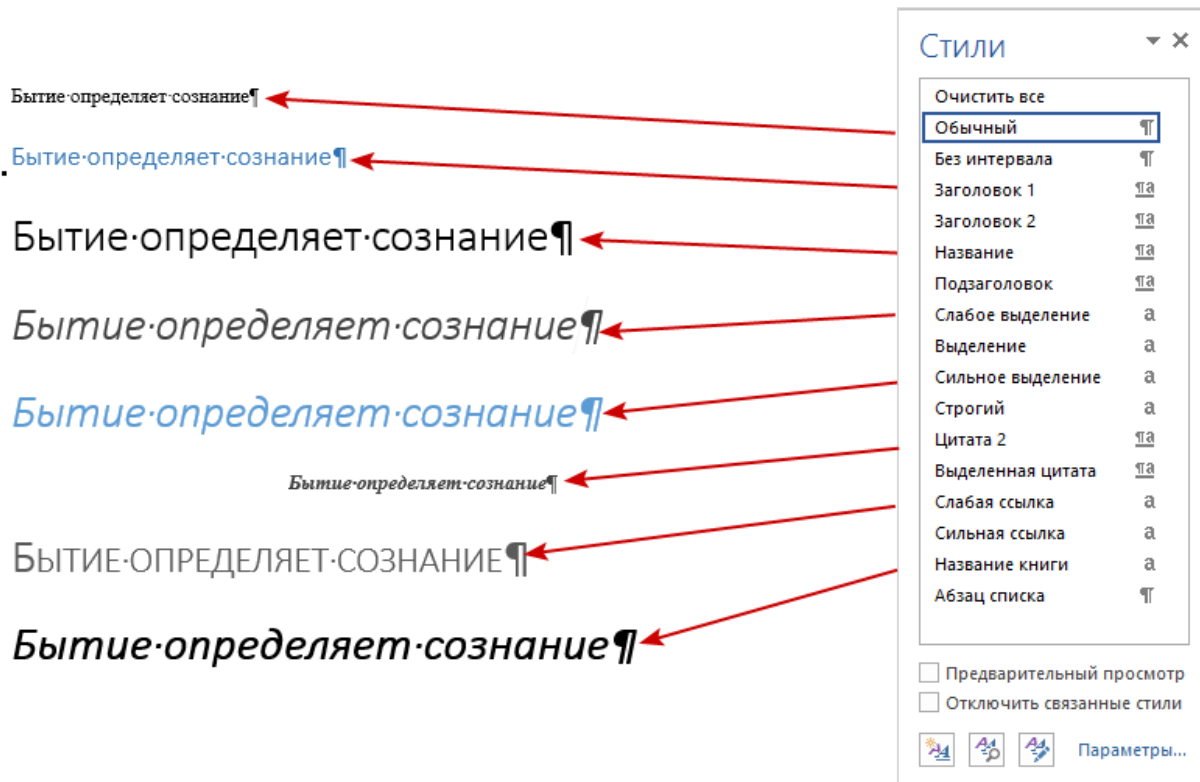 Бытие·определяет·сознание¶
Бытие·определяет·сознание¶
Бытие·определяет·сознание¶
Бытие·определяет·сознание¶
Бытие·определяет·сознание¶
Бытие·определяет·сознание¶
Бытие·определяет·сознание¶
Бытие·определяет·сознание¶
Стили
Очистить все
Обычный ¶
Без интервала ¶
Заголовок 1 ¶a
Заголовок 2 ¶a
Название ¶a
Подзаголовок ¶a
Слабое выделение a
Выделение a
Сильное выделение a
Строгий a
Цитата 2 ¶a
Выделенная цитата ¶a
Слабая ссылка a
Сильная ссылка a
Название книги a
Абзац списка ¶
Предварительный просмотр
Отключить связанные стили
Параметры...